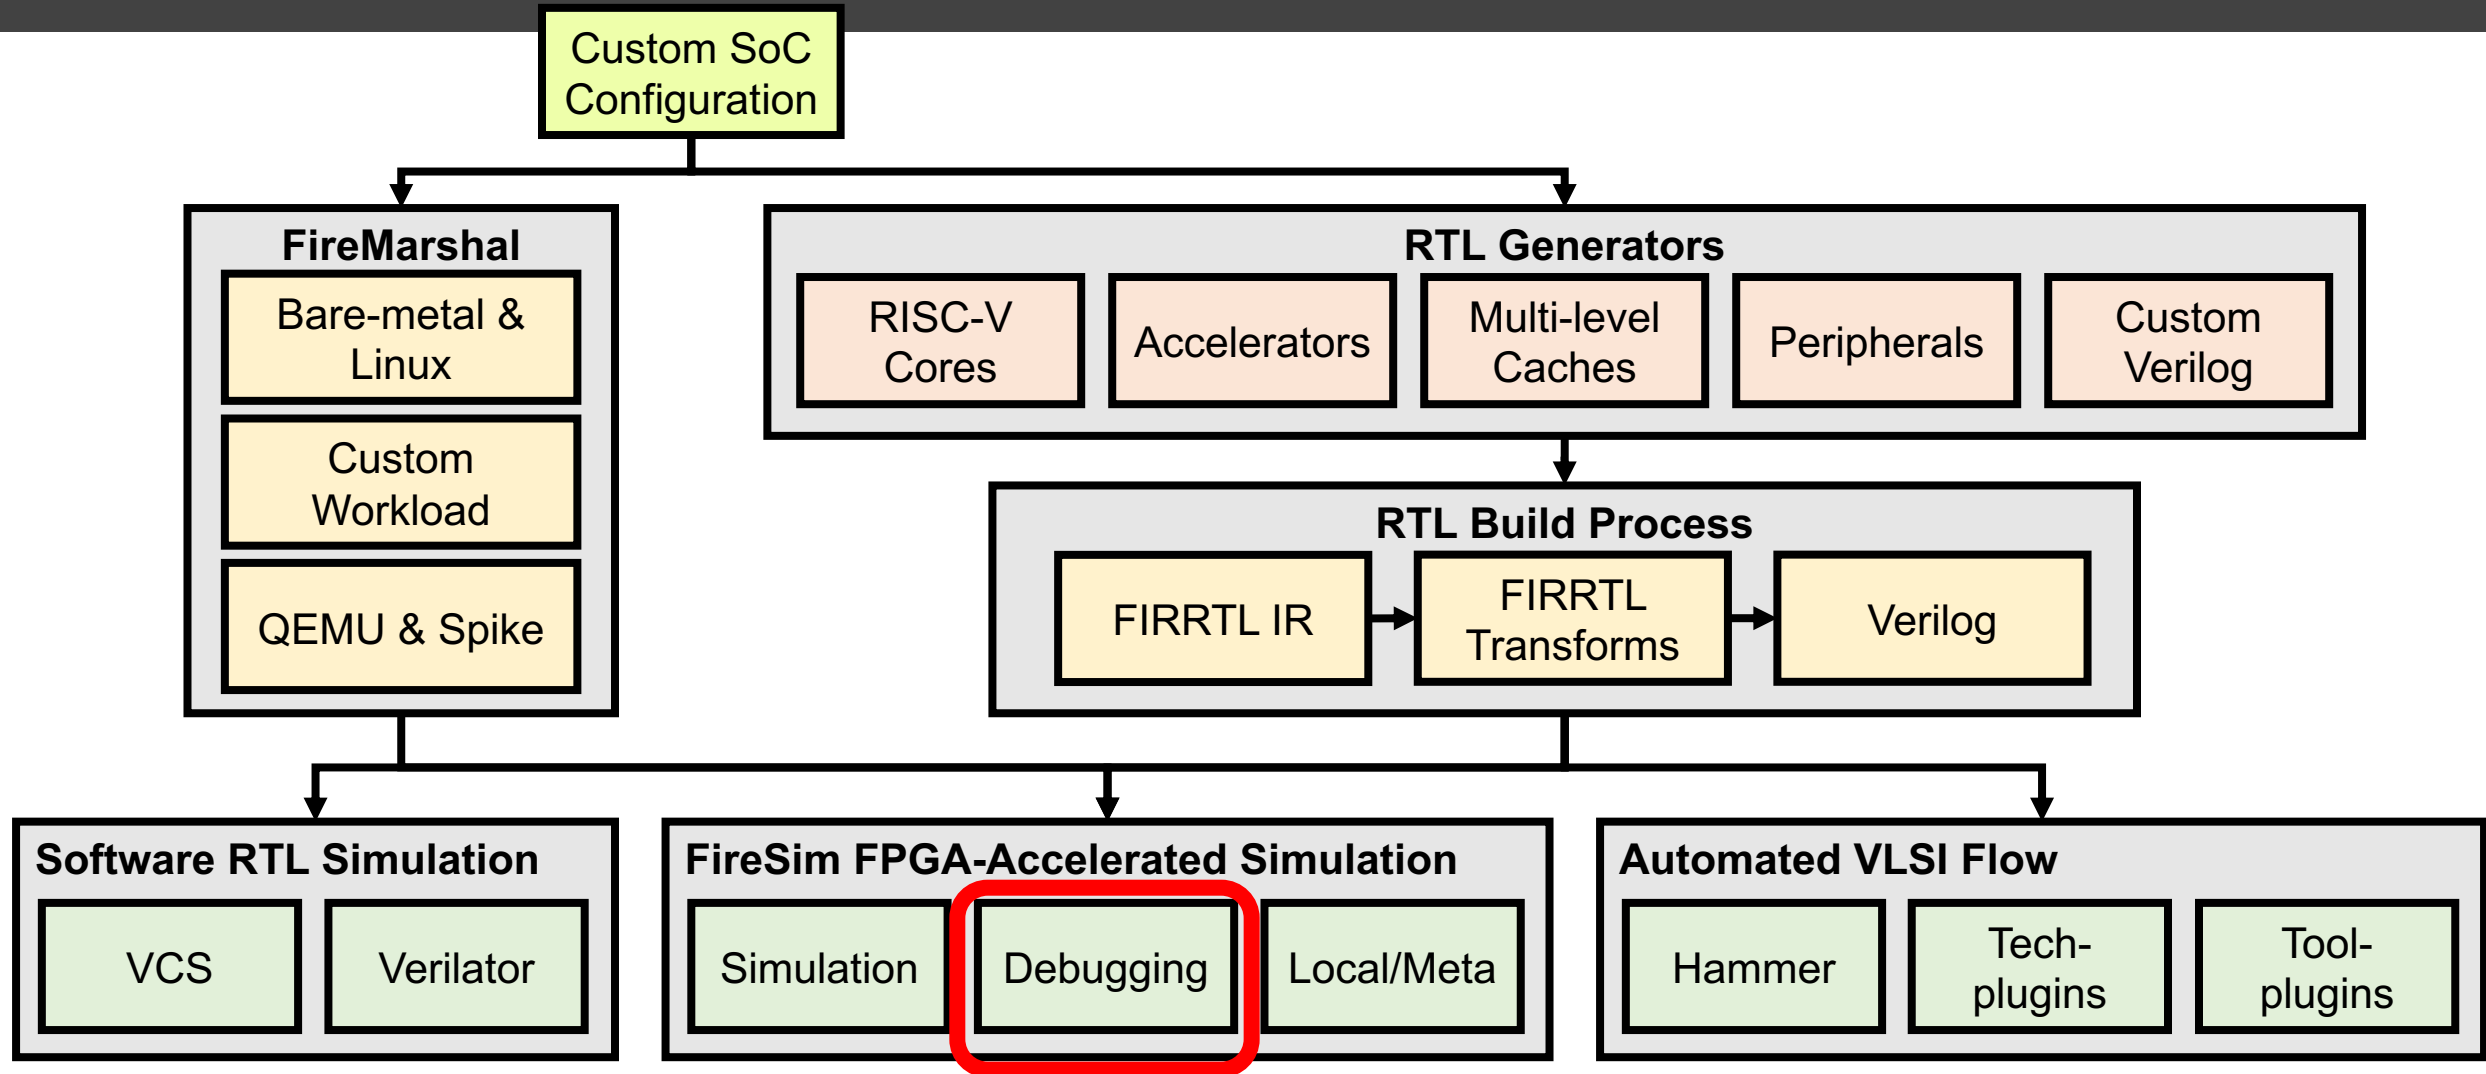 Custom SoC
Configuration
FireMarshal
Bare-metal &
Linux
Custom
Workload
QEMU & Spike
RTL Generators
RISC-V
Cores
Accelerators
Multi-level
Caches
Peripherals
Custom
Verilog
RTL Build Process
FIRRTL IR
FIRRTL
Transforms
Verilog
Software RTL Simulation
VCS
Verilator
FireSim FPGA-Accelerated Simulation
Simulation
Debugging
Local/Meta
Automated VLSI Flow
Hammer
Tech-
plugins
Tool-
plugins